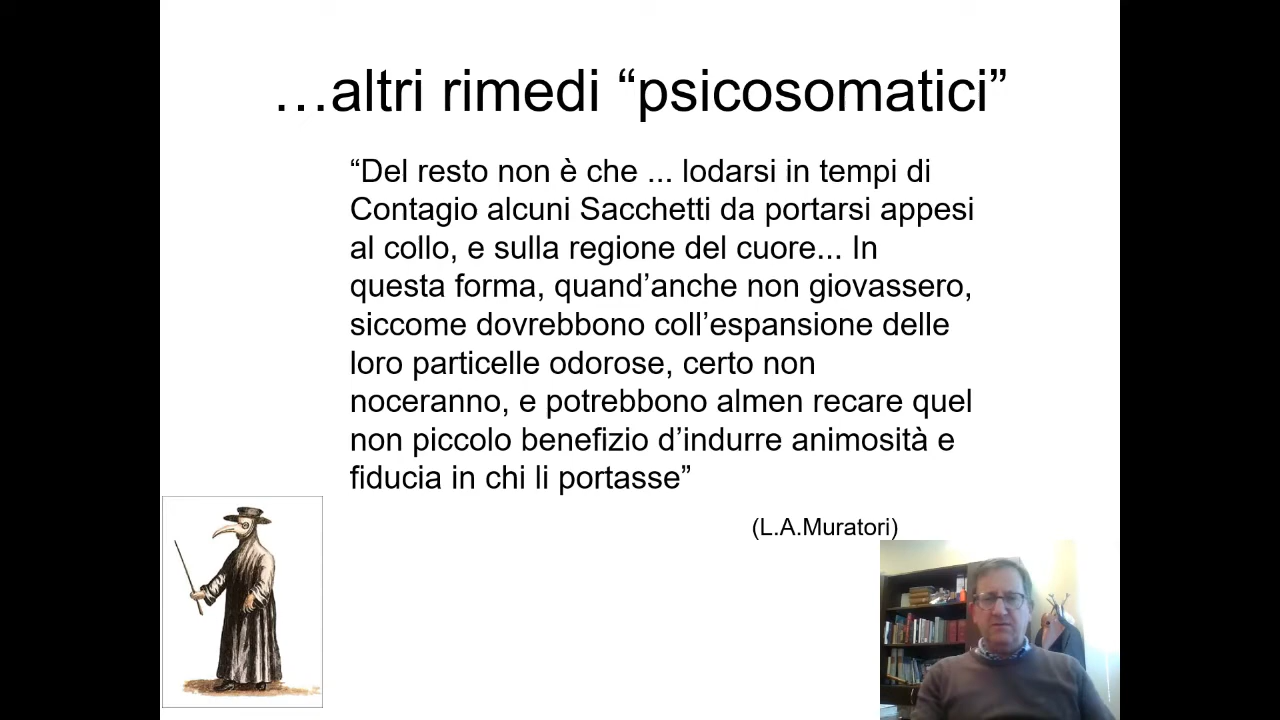 …altri rimedi “psicosomatici”
“Del resto non è che ... lodarsi in tempi di
Contagio alcuni Sacchetti da portarsi appesi
al collo, e sulla regione del cuore... In
questa forma, quand’anche non giovassero,
siccome dovrebbono coll’espansione delle
loro particelle odorose, certo non
noceranno, e potrebbono almen recare quel
non piccolo benefizio d’indurre animosità e
fiducia in chi li portasse”
(L.A.Muratori)